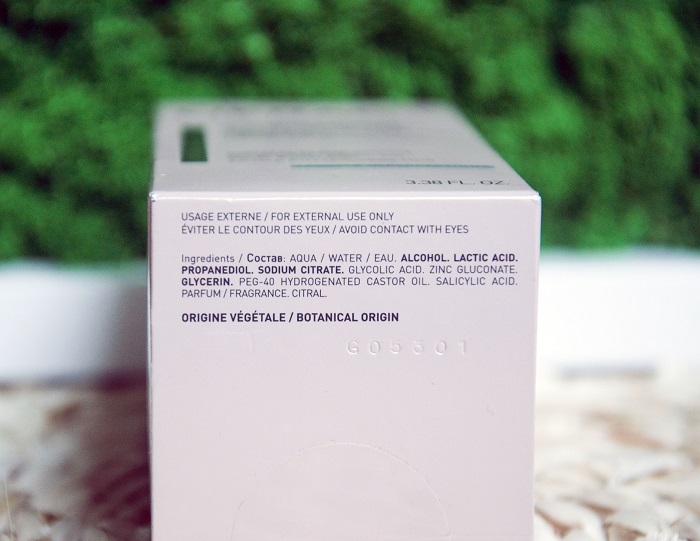 3.38 FL. OZ.
USAGE EXTERNE / FOR EXTERNAL USE ONLY
ÉVITER LE CONTOUR DES YEUX / AVOID CONTACT WITH EYES
Ingredients / Состав: AQUA / WATER / EAU. ALCOHOL. LACTIC ACID.
PROPANEDIOL. SODIUM CITRATE. GLYCOLIC ACID. ZINC GLUCONATE.
GLYCERIN. PEG-40 HYDROGENATED CASTOR OIL. SALICYLIC ACID.
PARFUM / FRAGRANCE. CITRAL.
ORIGINE VÉGÉTALE / BOTANICAL ORIGIN
G05301